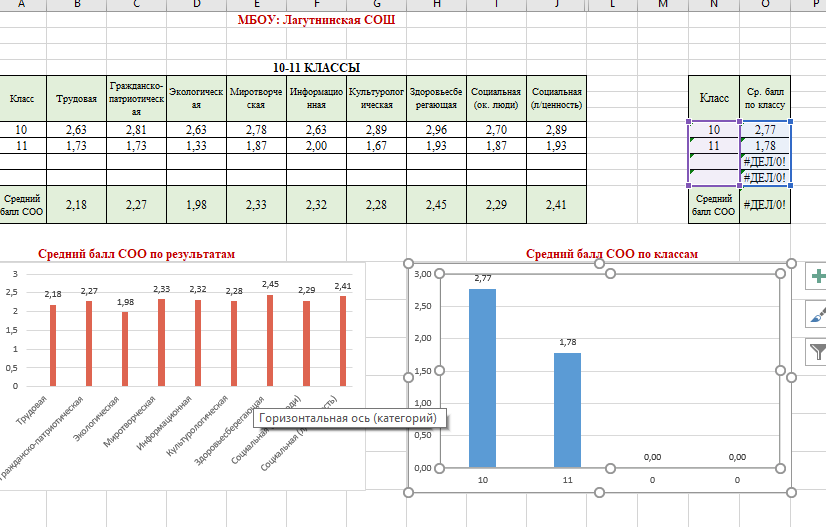 A B C D E F G H I J L M N O P
МБОУ: Лагутнинская СОШ
10-11 КЛАССЫ
Класс Трудовая Гражданско-патриотическая Экологическая Миротворческая Информационная Культурологическая Здоровьесберегающая Социальная (ок. люди) Социальная (л/ценность)
10 2,63 2,81 2,63 2,78 2,63 2,89 2,96 2,70 2,89
11 1,73 1,73 1,33 1,87 2,00 1,67 1,93 1,87 1,93
Средний балл СОО 2,18 2,27 1,98 2,33 2,32 2,28 2,45 2,29 2,41
Класс Ср. балл по классу
10 2,77
11 1,78
#ДЕЛ/0!
#ДЕЛ/0!
Средний балл СОО #ДЕЛ/0!
Средний балл СОО по результатам
3
2,5
2
1,5
1
0,5
0
2,18 2,27 1,98 2,33 2,32 2,28 2,45 2,29 2,41
Трудовая
Гражданско-патриотическая
Экологическая
Миротворческая
Информационная
Культурологическая
Здоровьесберегающая
Социальная
Социальная
Горизонтальная ось (категорий)
Средний балл СОО по классам
3,00
2,50
2,00
1,50
1,00
0,50
0,00
2,77 1,78 0,00 0,00
10 11 0 0